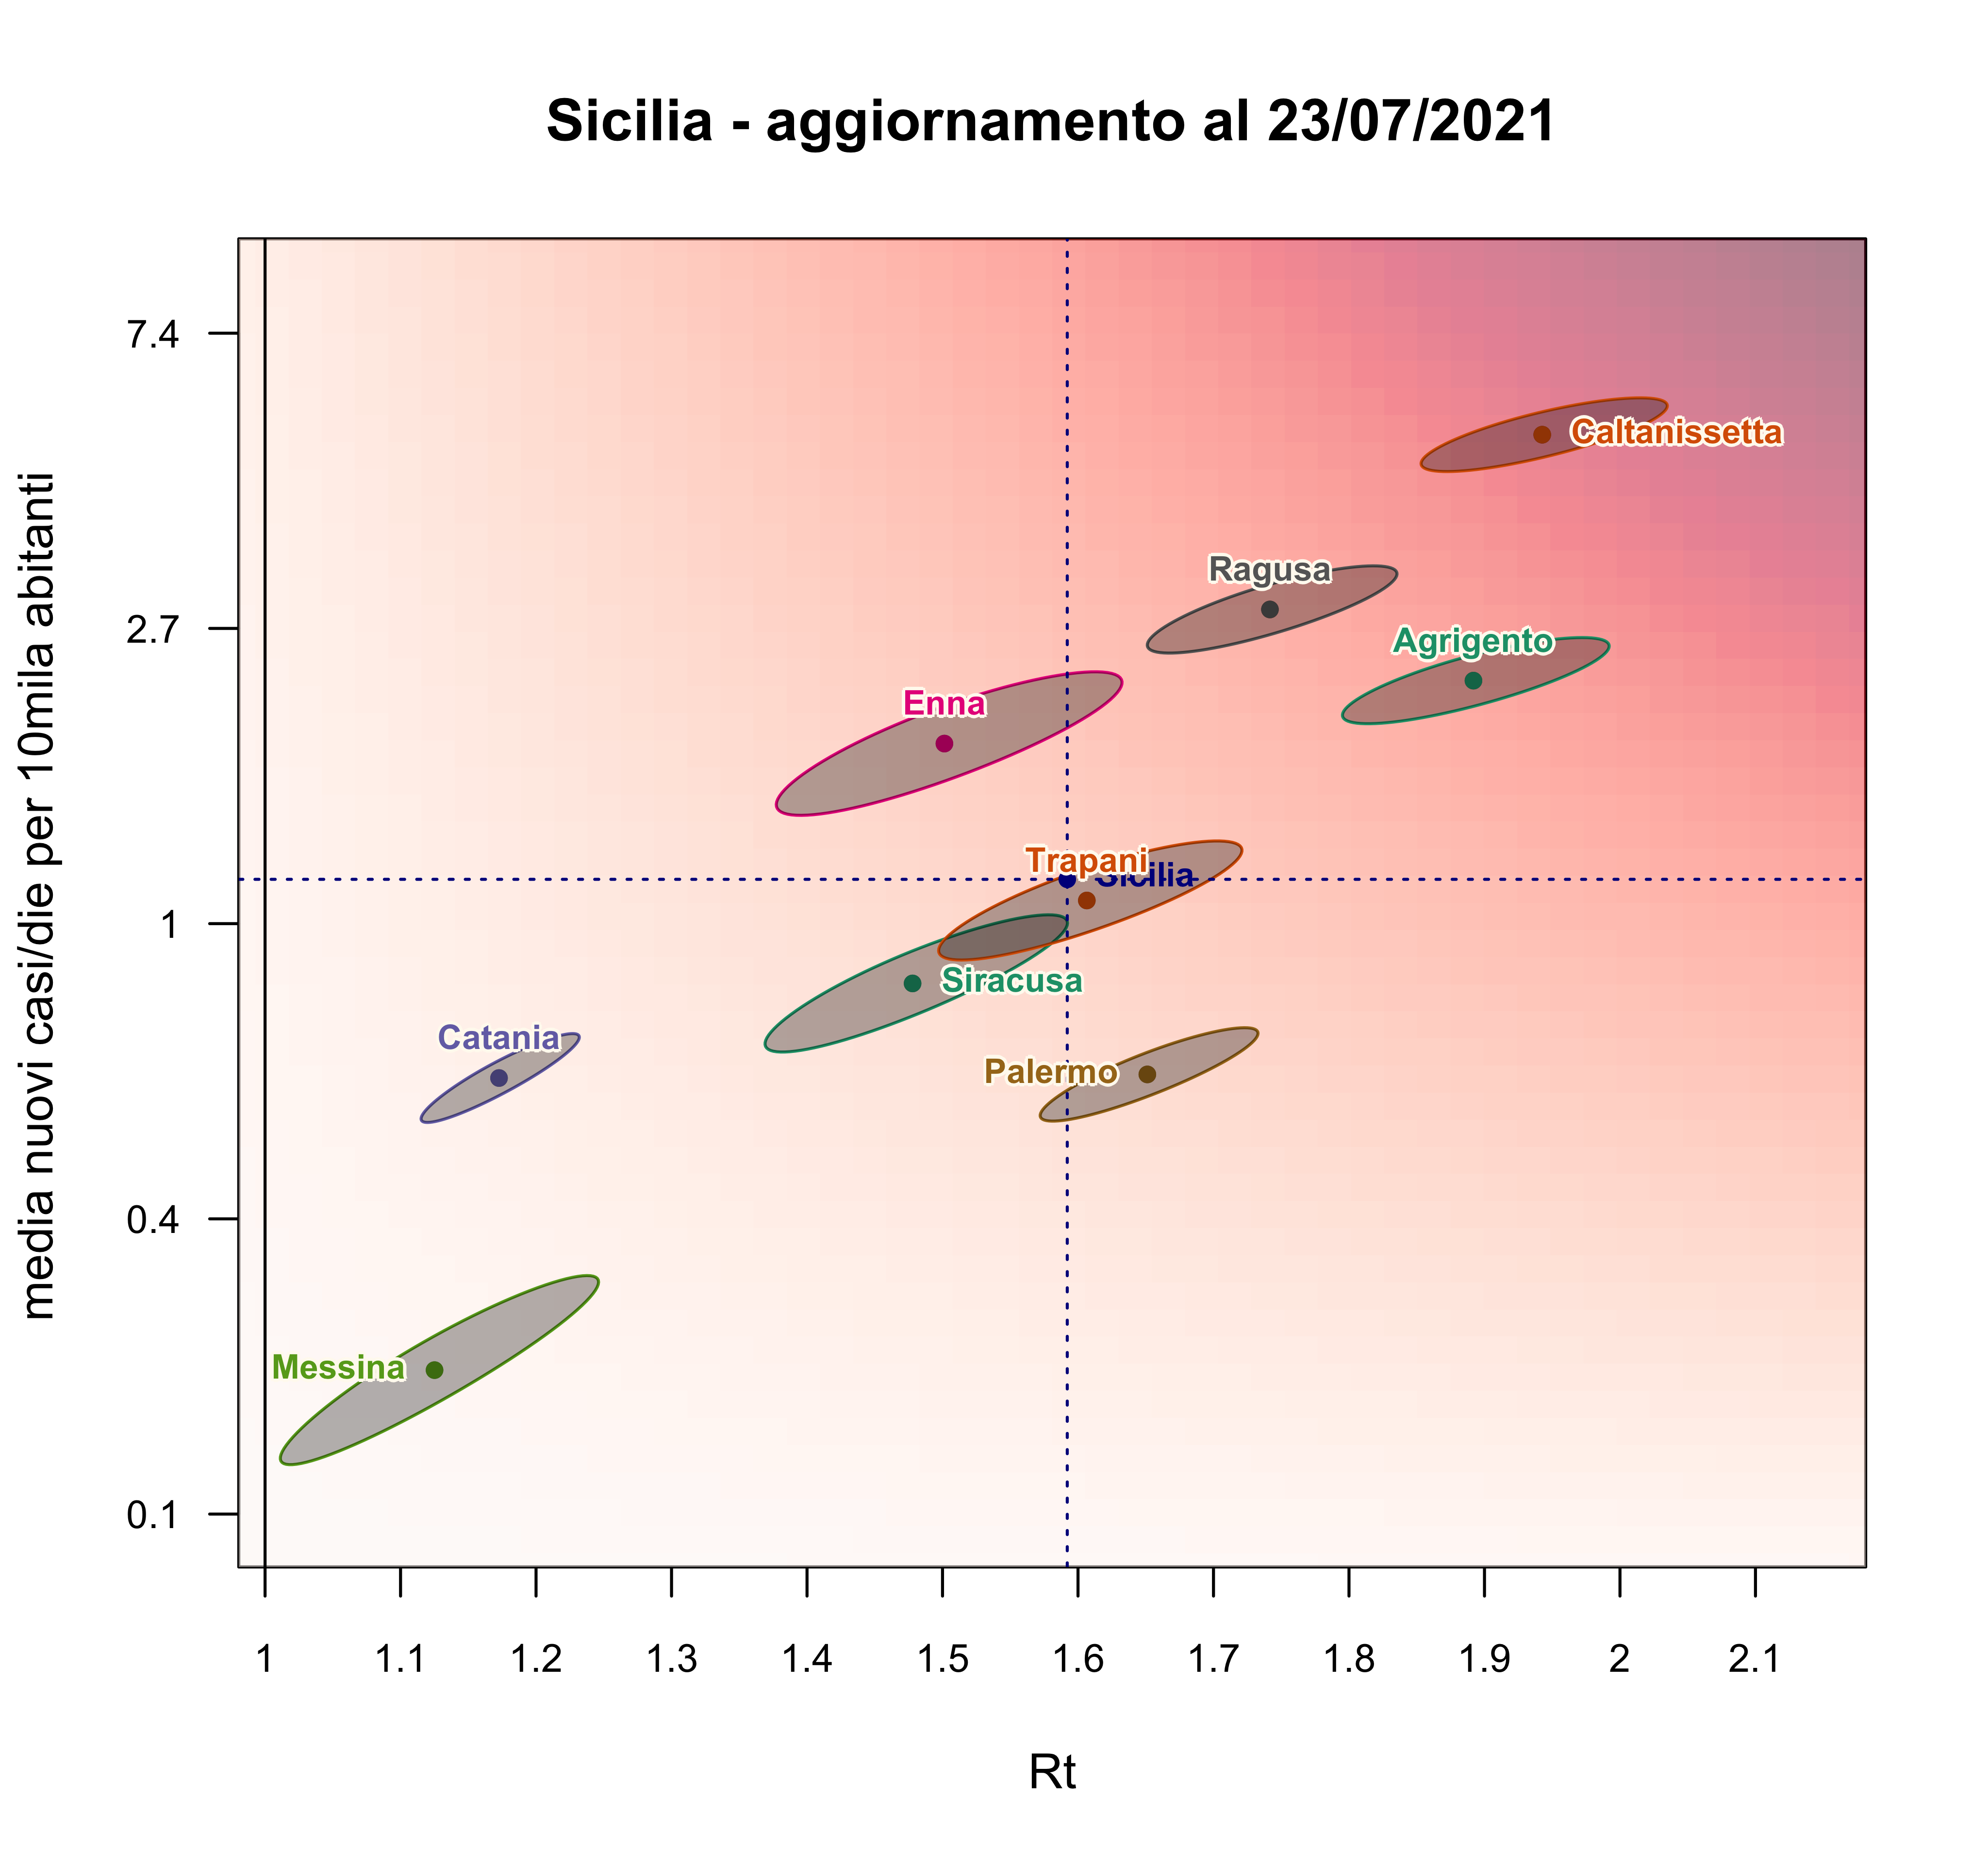 Sicilia - aggiornamento al 23/07/2021
media nuovi casi/die per 10mila abitanti
7.4
2.7
1
0.4
0.1
Caltanissetta
Ragusa
Agrigento
Enna
Trapani
Sicilia
Siracusa
Catania
Palermo
Messina
1 1.1 1.2 1.3 1.4 1.5 1.6 1.7 1.8 1.9 2 2.1
Rt